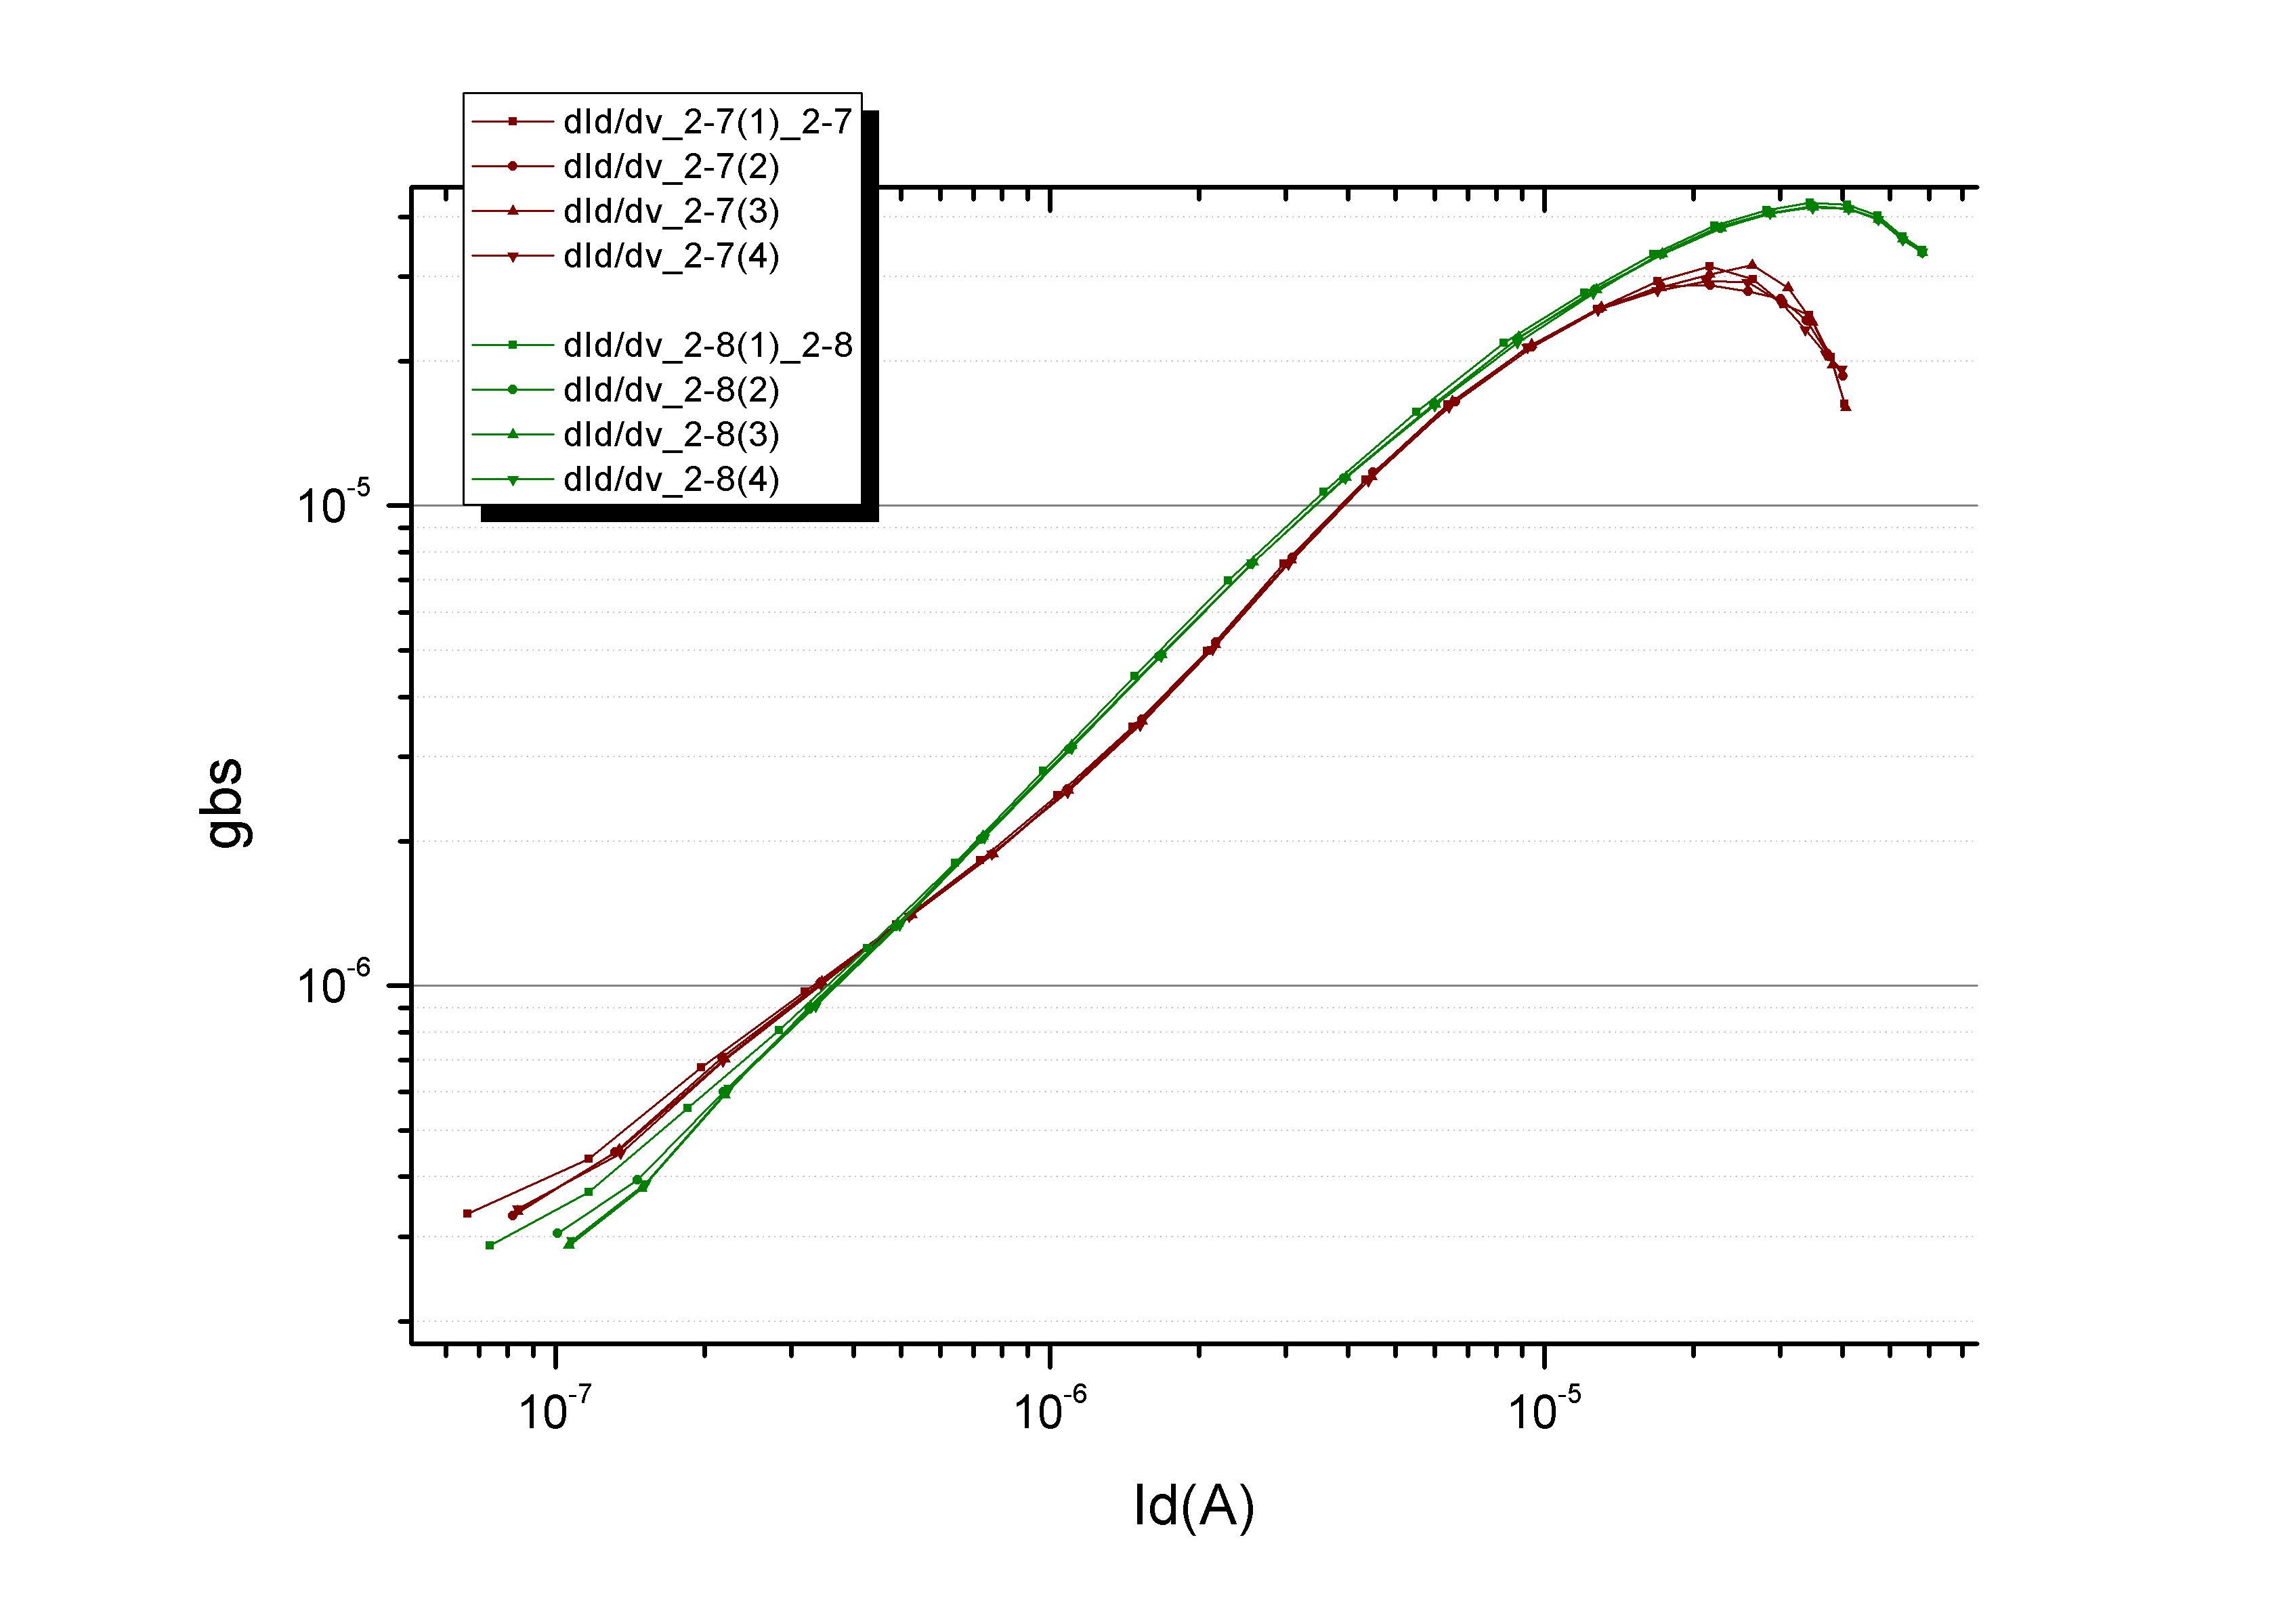 dId/dv_2-7(1)_2-7
dId/dv_2-7(2)
dId/dv_2-7(3)
dId/dv_2-7(4)
dId/dv_2-8(1)_2-8
dId/dv_2-8(2)
dId/dv_2-8(3)
dId/dv_2-8(4)
10⁻⁵
10⁻⁶
gbs
10⁻⁷ 10⁻⁶ 10⁻⁵
Id(A)